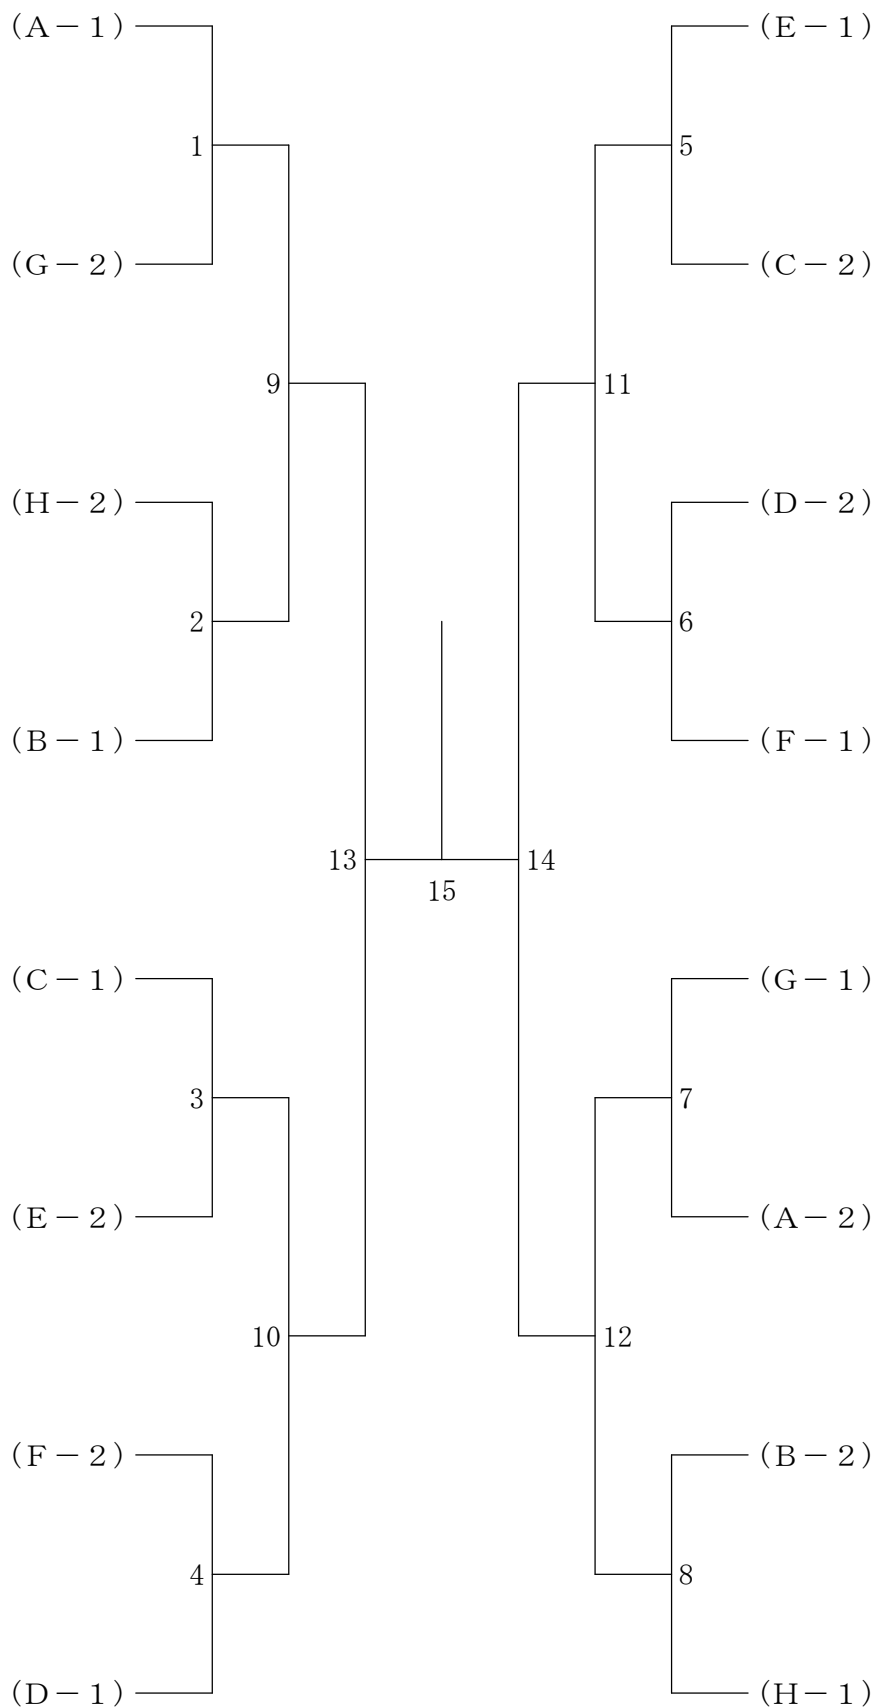 （A－1） （E－1）
1 5
（G－2） （C－2）
9 11
（H－2） （D－2）
2 6
（B－1） （F－1）
13 14
15
（C－1） （G－1）
3 7
（E－2） （A－2）
10 12
（F－2） （B－2）
4 8
（D－1） （H－1）